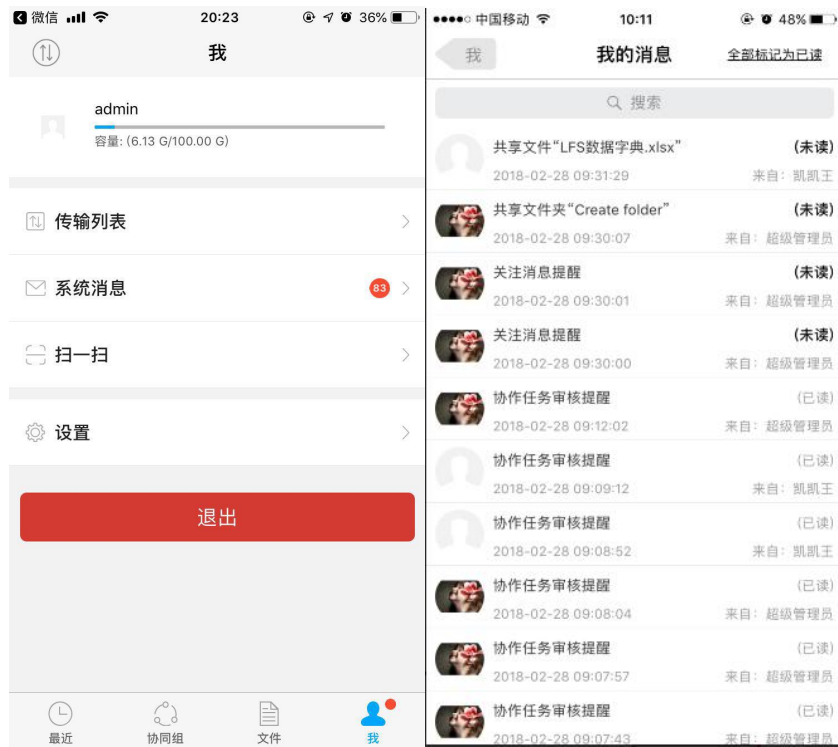 微信
20:23
36%
我
admin
容量: (6.13 G/100.00 G)
传输列表
系统消息
83
扫一扫
设置
退出
最近
协同组
文件
我
中国移动
10:11
48%
我
我的消息
全部标记为已读
搜索
共享文件“LFS数据字典.xlsx”
(未读)
2018-02-28 09:31:29
来自：凯凯王
共享文件夹“Create folder”
(未读)
2018-02-28 09:30:07
来自：超级管理员
关注消息提醒
(未读)
2018-02-28 09:30:01
来自：超级管理员
关注消息提醒
(未读)
2018-02-28 09:30:00
来自：超级管理员
协作任务审核提醒
(已读)
2018-02-28 09:12:02
来自：超级管理员
协作任务审核提醒
(已读)
2018-02-28 09:09:12
来自：凯凯王
协作任务审核提醒
(已读)
2018-02-28 09:08:52
来自：凯凯王
协作任务审核提醒
(已读)
2018-02-28 09:08:04
来自：超级管理员
协作任务审核提醒
(已读)
2018-02-28 09:07:57
来自：超级管理员
协作任务审核提醒
(已读)
2018-02-28 09:07:43
来自：超级管理员